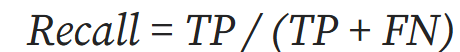 Recall = TP / (TP + FN)